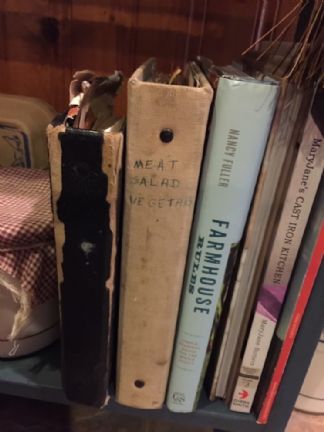 MEAT
SALAD
VEGETAB
NANCY FULLER
FARMHOUSE
RULES
MaryJane's CAST IRON KITCHEN